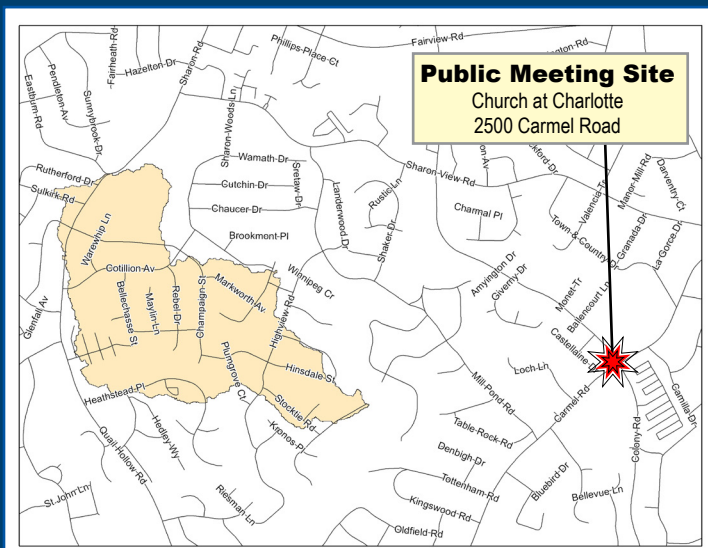 Public Meeting Site
Church at Charlotte
2500 Carmel Road
Fairview Rd
Phillips-Place Ct
Fairheath-Rd
Hazelton-Dr
Sharon-Rd
Pendleton-Av
Eastburn-Rd
Sunnybrook-Dr
Sharon-Woods-Ln
Wamath-Dr
Sretaw-Dr
Cutchin-Dr
Chaucer-Dr
Brookmont-Pl
Landerwood-Dr
Rustic-Ln
Shaker-Dr
Sharon-View-Rd
Charmal Pl
Valencia-Tr
Manor-Mill-Rd
Darventry-Ct
Town-&-Country-Dr
Granada-Dr
La-Gorce-Dr
Rutherford-Dr
Sulkirk-Rd
Warewhip Ln
Cotillion Av
Bellechasse St
Maylin-Ln
Rebel-Dr
Champaign St
Markworth-Av
Winnipeg Cr
Highview-Rd
Glenfall Av
Amyington-Dr
Giverny-Dr
Monet-Tr
Ballencourt Ln
Castellaine
Loch-Ln
Carmel-Rd
Mill-Pond-Rd
Camilla-Dr
Colony-Rd
Hinsdale-St
Plumgrove Ct
Stocktie-Rd
Kronos-Pl
Heathstead-Pl
Hedley-Wy
Quail-Hollow-Rd
St-John-Ln
Riesman-Ln
Table-Rock-Rd
Denbigh-Dr
Tottenham-Rd
Kingswood-Rd
Oldfield-Rd
Bluebird-Dr
Bellevue-Ln